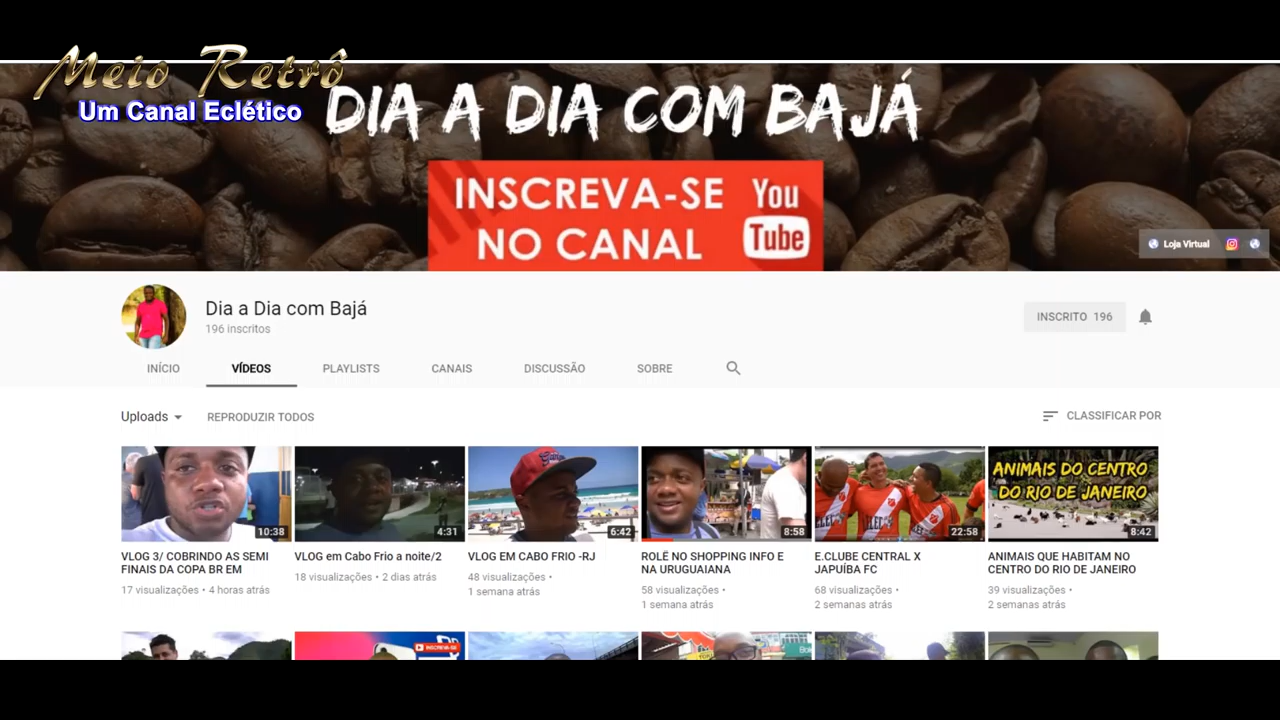 Meio Retrô
Um Canal Eclético
DIA A DIA COM BAJÁ
INSCREVA-SE
NO CANAL
You
Tube
Loja Virtual
Dia a Dia com Bajá
196 inscritos
INSCRITO 196
INÍCIO VÍDEOS PLAYLISTS CANAIS DISCUSSÃO SOBRE
Uploads REPRODUZIR TODOS CLASSIFICAR POR
ANIMAIS DO CENTRO
DO RIO DE JANEIRO
10:38 4:31 6:42 8:58 22:58 8:42
VLOG 3/ COBRINDO AS SEMI
FINAIS DA COPA BR EM
17 visualizações • 4 horas atrás
VLOG em Cabo Frio a noite/2
18 visualizações • 2 dias atrás
VLOG EM CABO FRIO -RJ
48 visualizações •
1 semana atrás
ROLÊ NO SHOPPING INFO E
NA URUGUAIANA
58 visualizações •
1 semana atrás
E.CLUBE CENTRAL X
JAPUÍBA FC
68 visualizações •
2 semanas atrás
ANIMAIS QUE HABITAM NO
CENTRO DO RIO DE JANEIRO
39 visualizações •
2 semanas atrás
INSCREVA-SE